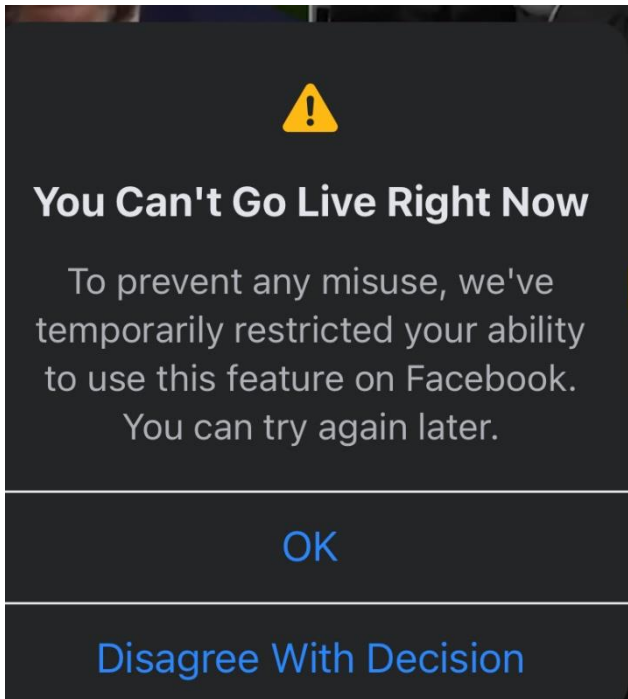 You Can't Go Live Right Now
To prevent any misuse, we've
temporarily restricted your ability
to use this feature on Facebook.
You can try again later.
OK
Disagree With Decision